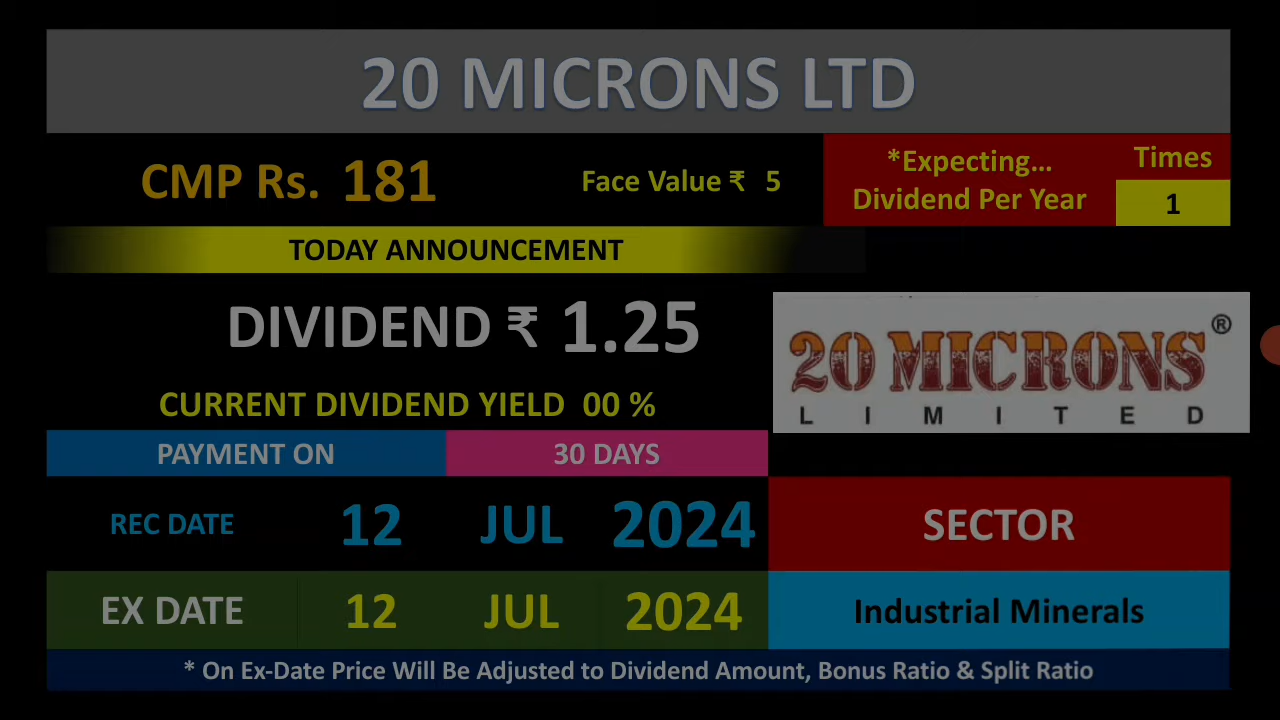 20 MICRONS LTD
CMP Rs. 181
Face Value ₹ 5
*Expecting...
Dividend Per Year
Times
1
TODAY ANNOUNCEMENT
DIVIDEND ₹ 1.25
20 MICRONS®
LIMITED
CURRENT DIVIDEND YIELD 00 %
PAYMENT ON 30 DAYS
REC DATE 12 JUL 2024
SECTOR
EX DATE 12 JUL 2024
Industrial Minerals
* On Ex-Date Price Will Be Adjusted to Dividend Amount, Bonus Ratio & Split Ratio